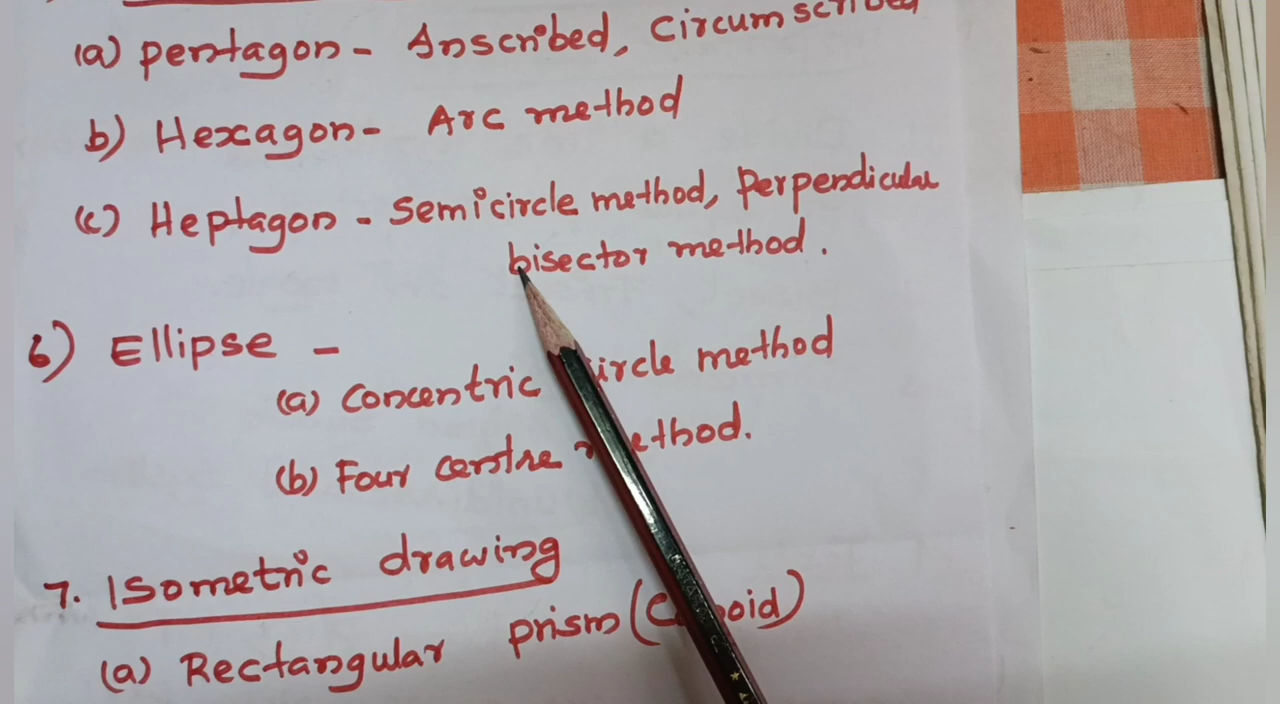 (a) pentagon - Inscribed, Circumscribed
b) Hexagon - Arc method
(c) Heptagon - Semicircle method, Perpendicular
bisector method.
6) Ellipse -
(a) Concentric circle method
(b) Four centre method.
7. Isometric drawing
(a) Rectangular prism (Cuboid)